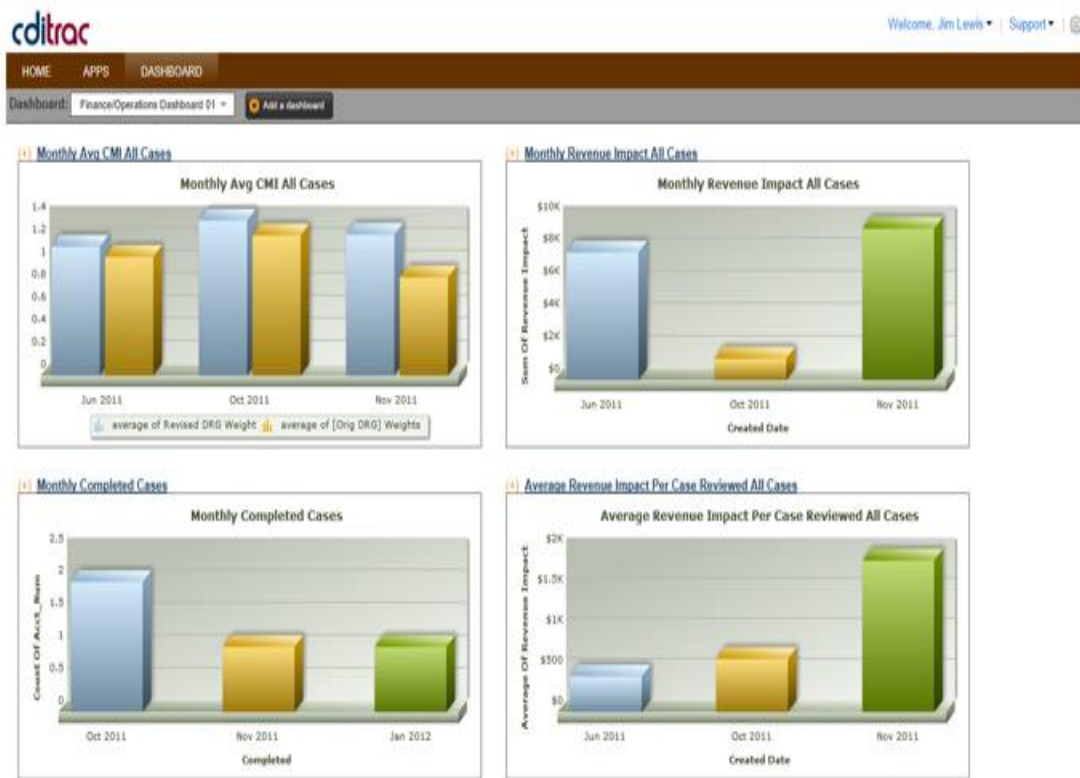 cditrac
Welcome, Jim Lewis Support
HOME APPS DASHBOARD
Dashboard: Finance/Operations Dashboard 01 Add a dashboard
[+] Monthly Avg CMI All Cases
Monthly Avg CMI All Cases
1.4
1.2
1
0.8
0.6
0.4
0.2
0
Jun 2011 Oct 2011 Nov 2011
average of Revised DRG Weight average of [Orig DRG] Weights
[+] Monthly Revenue Impact All Cases
Monthly Revenue Impact All Cases
Sum Of Revenue Impact
$10K
$8K
$6K
$4K
$2K
$0
Jun 2011 Oct 2011 Nov 2011
Created Date
[+] Monthly Completed Cases
Monthly Completed Cases
Count Of Acct_Num
2.5
2
1.5
1
0.5
0
Oct 2011 Nov 2011 Jan 2012
Completed
[+] Average Revenue Impact Per Case Reviewed All Cases
Average Revenue Impact Per Case Reviewed All Cases
Average Of Revenue Impact
$2K
$1.5K
$1K
$500
$0
Jun 2011 Oct 2011 Nov 2011
Created Date